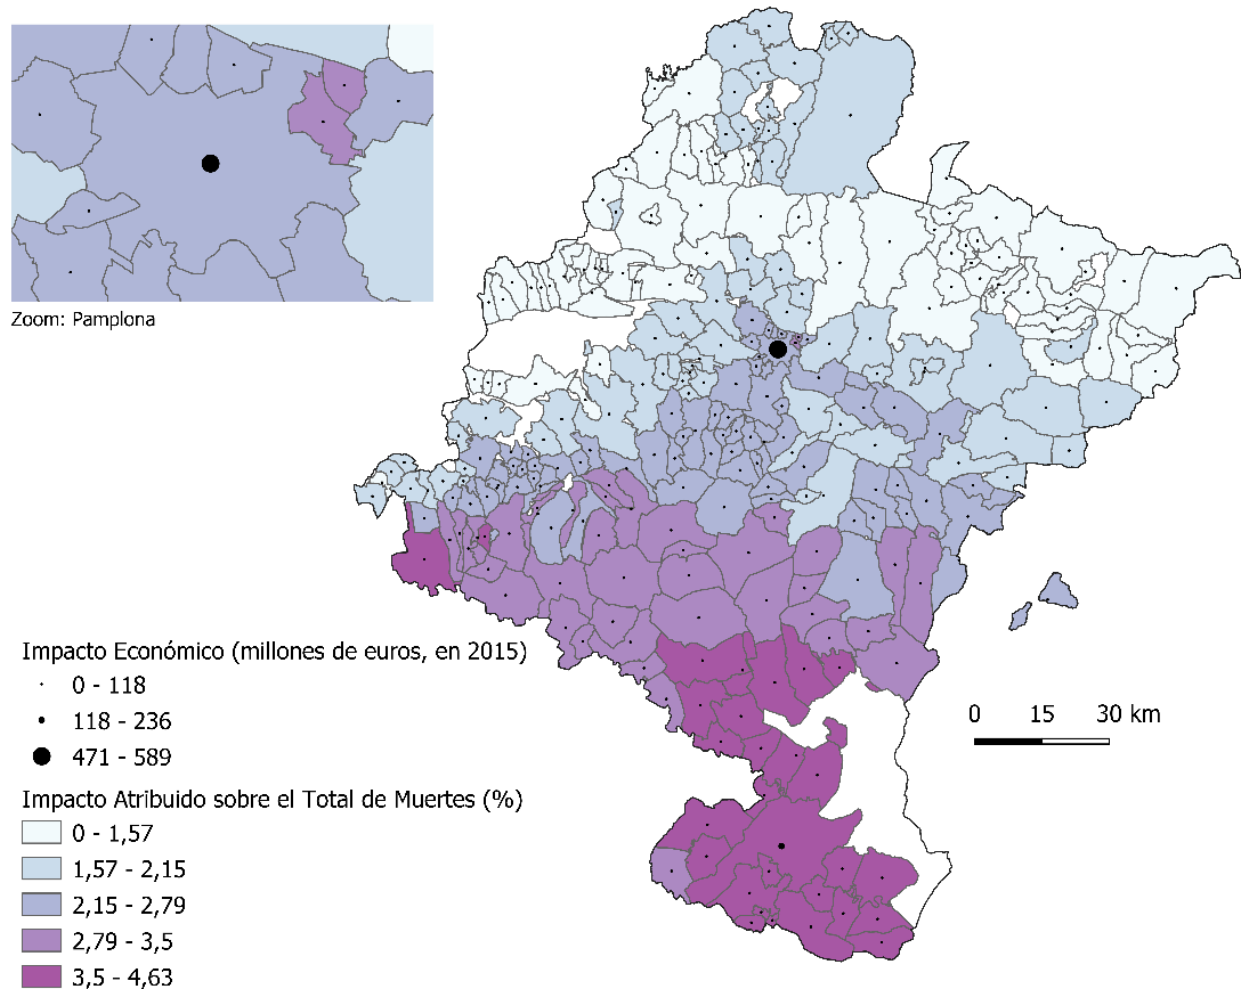 Zoom: Pamplona
Impacto Económico (millones de euros, en 2015)
0 - 118
118 - 236
471 - 589
Impacto Atribuido sobre el Total de Muertes (%)
0 - 1,57
1,57 - 2,15
2,15 - 2,79
2,79 - 3,5
3,5 - 4,63
0 15 30 km